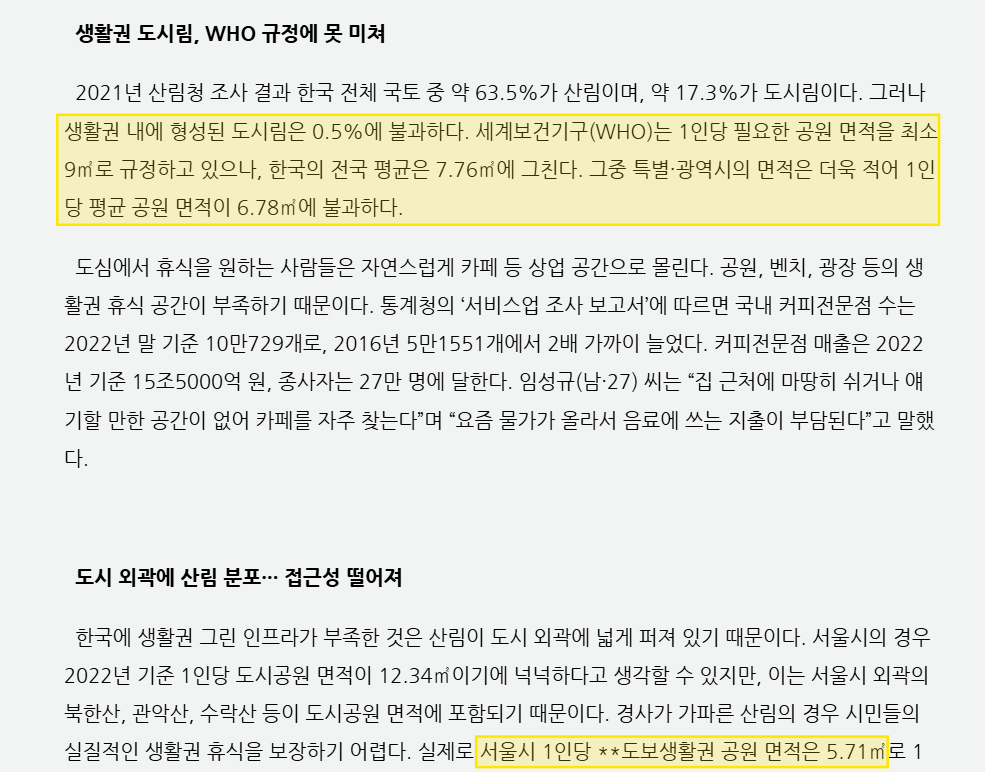 생활권 도시림, WHO 규정에 못 미쳐
2021년 산림청 조사 결과 한국 전체 국토 중 약 63.5%가 산림이며, 약 17.3%가 도시림이다. 그러나
생활권 내에 형성된 도시림은 0.5%에 불과하다. 세계보건기구(WHO)는 1인당 필요한 공원 면적을 최소
9㎡로 규정하고 있으나, 한국의 전국 평균은 7.76㎡에 그친다. 그중 특별·광역시의 면적은 더욱 적어 1인
당 평균 공원 면적이 6.78㎡에 불과하다.
도심에서 휴식을 원하는 사람들은 자연스럽게 카페 등 상업 공간으로 몰린다. 공원, 벤치, 광장 등의 생
활권 휴식 공간이 부족하기 때문이다. 통계청의 ‘서비스업 조사 보고서’에 따르면 국내 커피전문점 수는
2022년 말 기준 10만729개로, 2016년 5만1551개에서 2배 가까이 늘었다. 커피전문점 매출은 2022
년 기준 15조5000억 원, 종사자는 27만 명에 달한다. 임성규(남·27) 씨는 “집 근처에 마땅히 쉬거나 얘
기할 만한 공간이 없어 카페를 자주 찾는다”며 “요즘 물가가 올라서 음료에 쓰는 지출이 부담된다”고 말했
다.
도시 외곽에 산림 분포… 접근성 떨어져
한국에 생활권 그린 인프라가 부족한 것은 산림이 도시 외곽에 넓게 퍼져 있기 때문이다. 서울시의 경우
2022년 기준 1인당 도시공원 면적이 12.34㎡이기에 넉넉하다고 생각할 수 있지만, 이는 서울시 외곽의
북한산, 관악산, 수락산 등이 도시공원 면적에 포함되기 때문이다. 경사가 가파른 산림의 경우 시민들의
실질적인 생활권 휴식을 보장하기 어렵다. 실제로 서울시 1인당 **도보생활권 공원 면적은 5.71㎡로 1